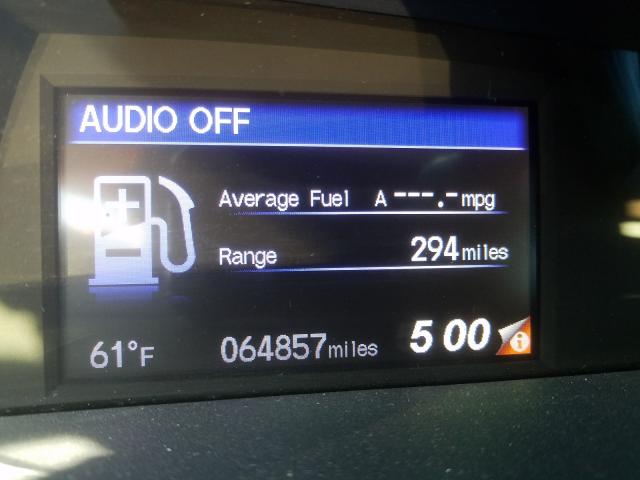 AUDIO OFF
Average Fuel A ---.- mpg
Range 294 miles
61°F 064857 miles 5 00 i